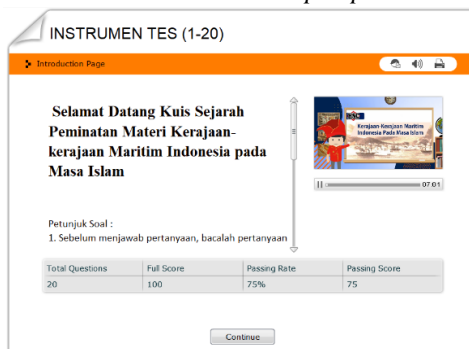 INSTRUMEN TES (1-20)
Introduction Page
Selamat Datang Kuis Sejarah
Peminatan Materi Kerajaan-
kerajaan Maritim Indonesia pada
Masa Islam
Kerajaan-Kerajaan Maritim
Indonesia Pada Masa Islam
07:01
Petunjuk Soal :
1. Sebelum menjawab pertanyaan, bacalah pertanyaan
Total Questions Full Score Passing Rate Passing Score
20 100 75% 75
Continue